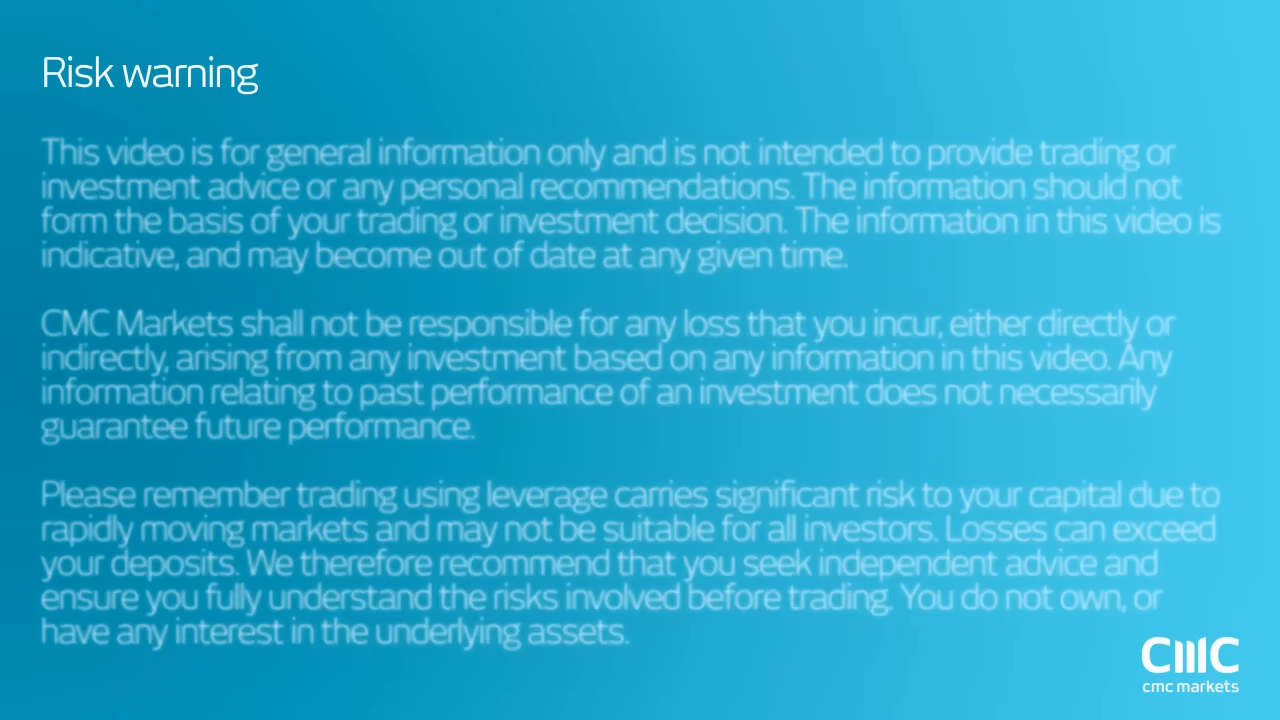 Risk warning
This video is for general information only and is not intended to provide trading or
investment advice or any personal recommendations. The information should not
form the basis of your trading or investment decision. The information in this video is
indicative, and may become out of date at any given time.
CMC Markets shall not be responsible for any loss that you incur, either directly or
indirectly, arising from any investment based on any information in this video. Any
information relating to past performance of an investment does not necessarily
guarantee future performance.
Please remember trading using leverage carries significant risk to your capital due to
rapidly moving markets and may not be suitable for all investors. Losses can exceed
your deposits. We therefore recommend that you seek independent advice and
ensure you fully understand the risks involved before trading. You do not own, or
have any interest in the underlying assets.
CMC
cmc markets